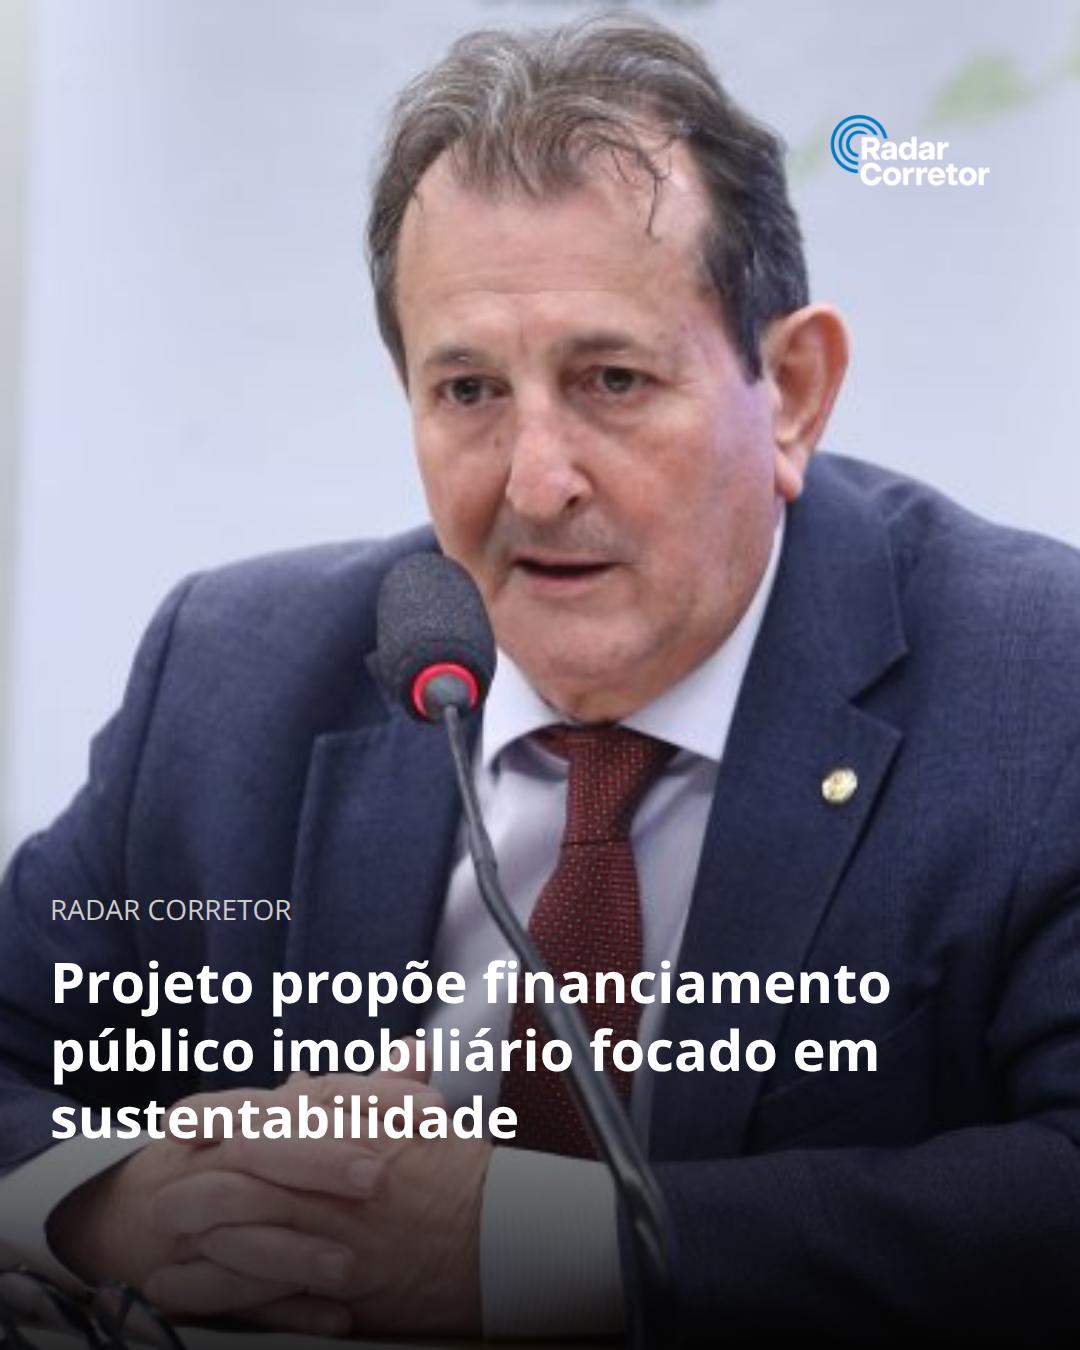 Radar
Corretor
RADAR CORRETOR
Projeto propõe financiamento
público imobiliário focado em
sustentabilidade